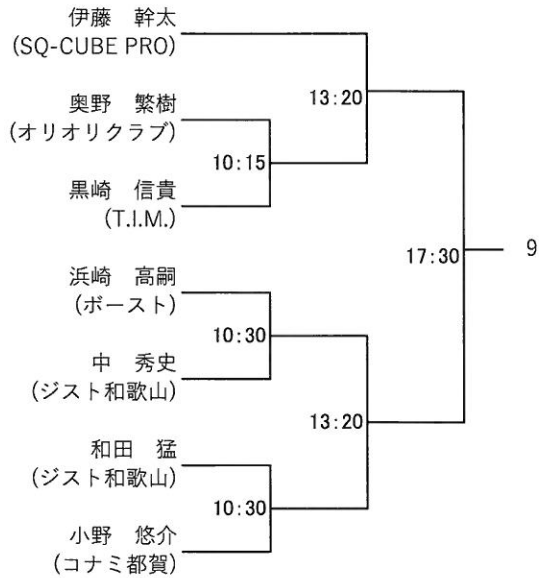 伊藤　幹太
(SQ-CUBE PRO)
13:20
奥野　繁樹
(オリオリクラブ)
10:15
黒崎　信貴
(T.I.M.)
17:30
9
浜崎　高嗣
(ボースト)
10:30
中　秀史
(ジスト和歌山)
13:20
和田　猛
(ジスト和歌山)
10:30
小野　悠介
(コナミ都賀)